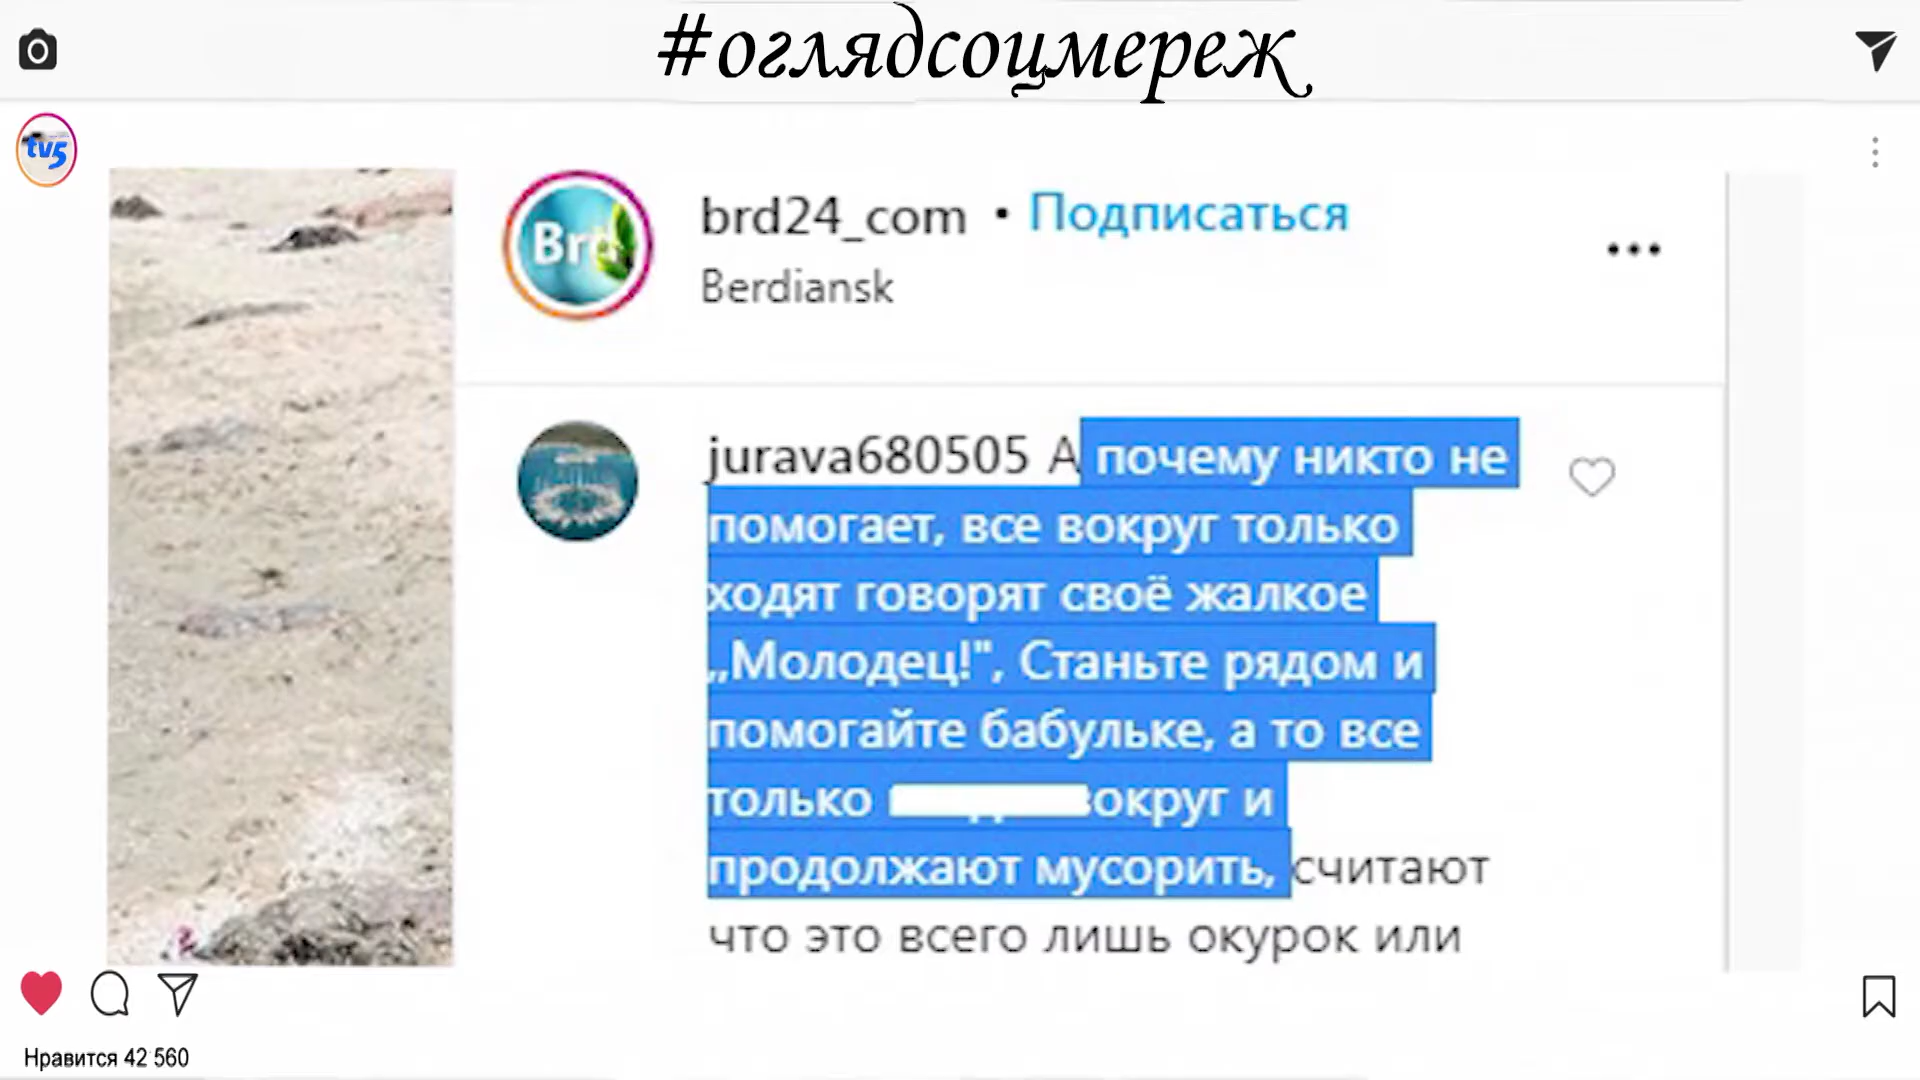 #оглядсоцмереж
tv5
Brd
brd24_com • Подписаться
Berdiansk
jurava680505 А почему никто не
помогает, все вокруг только
ходят говорят своё жалкое
„Молодец!", Станьте рядом и
помогайте бабульке, а то все
только округ и
продолжают мусорить, считают
что это всего лишь окурок или
Нравится 42 560